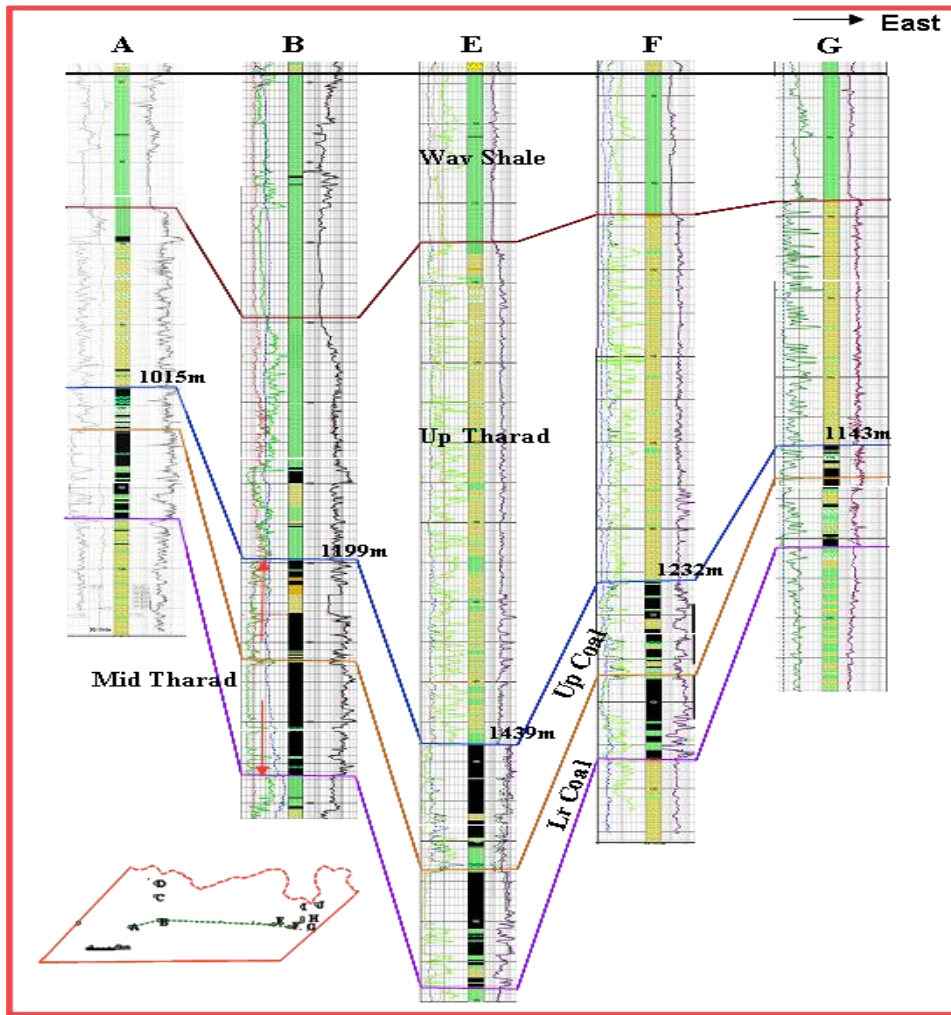 East
A B E F G
Wav Shale
1015m
Up Tharad
1143m
1199m
1232m
Mid Tharad
Up Coal
1439m
Lr Coal
C
A B E F H G